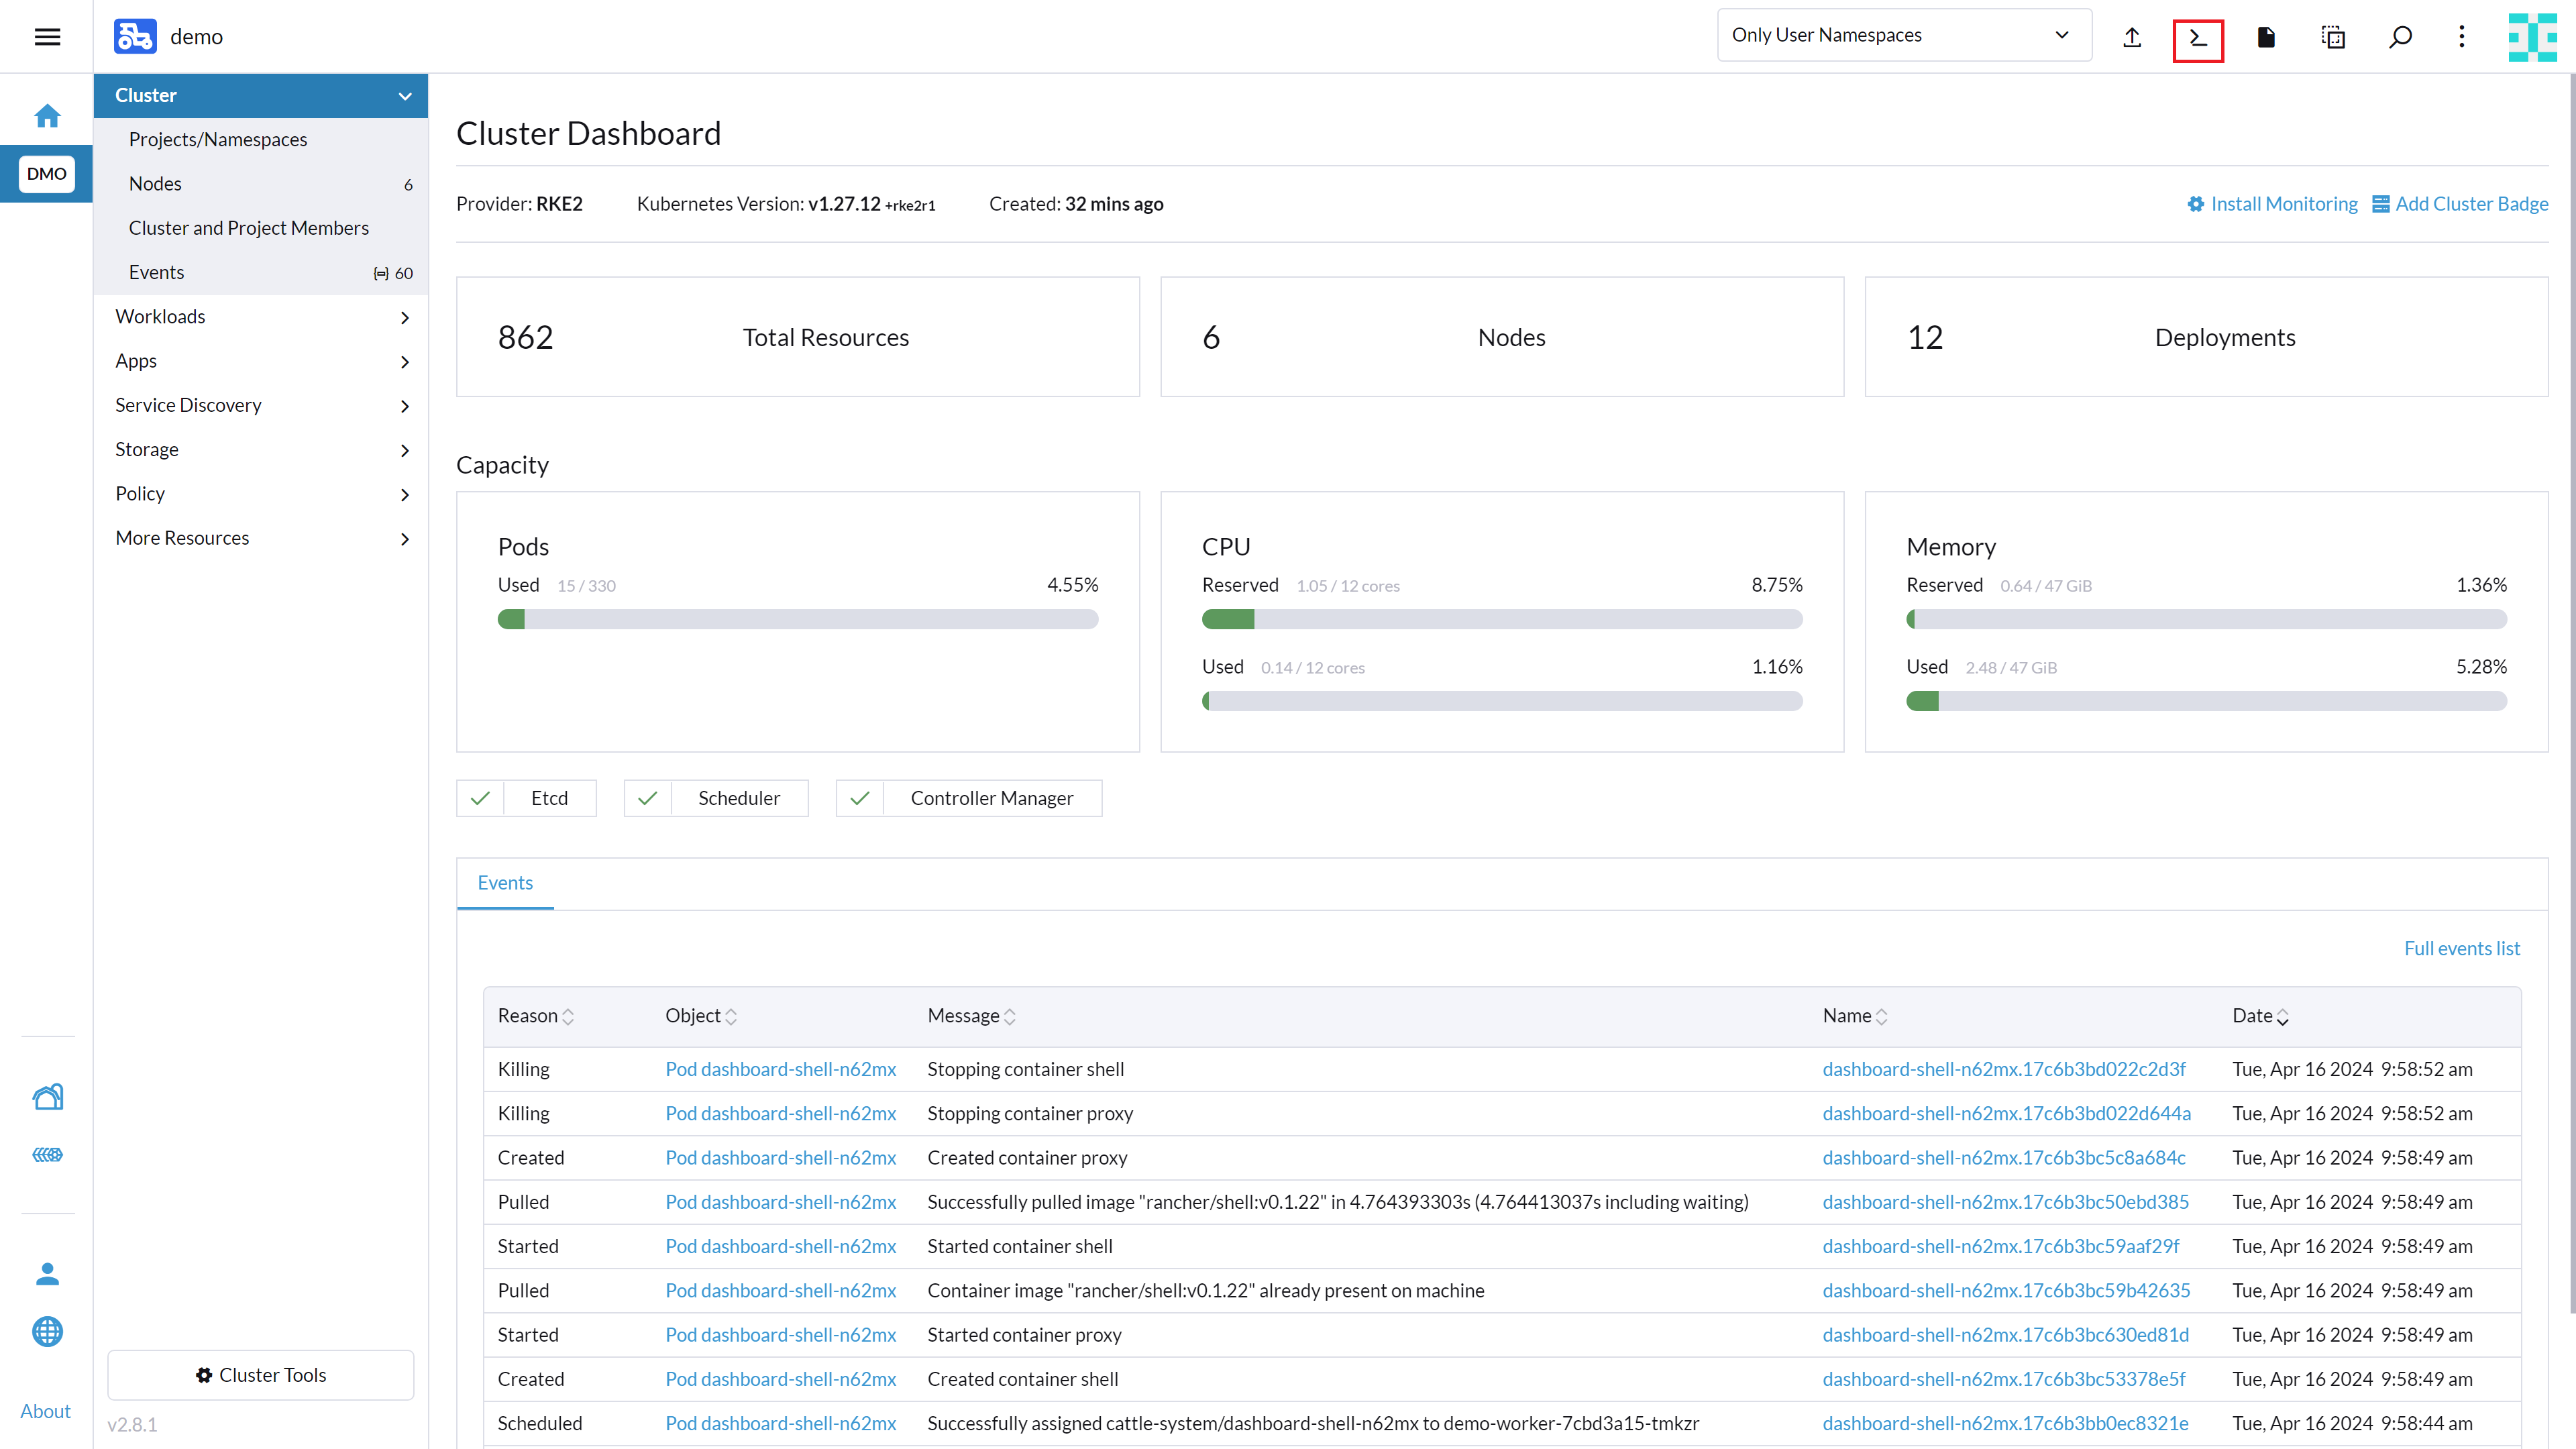 demo
Only User Namespaces
DMO
Cluster
Projects/Namespaces
Nodes 6
Cluster and Project Members
Events 60
Workloads
Apps
Service Discovery
Storage
Policy
More Resources
Cluster Tools
v2.8.1
About
Cluster Dashboard
Provider: RKE2 Kubernetes Version: v1.27.12 +rke2r1 Created: 32 mins ago Install Monitoring Add Cluster Badge
862 Total Resources 6 Nodes 12 Deployments
Capacity
Pods
Used 15 / 330 4.55%
CPU
Reserved 1.05 / 12 cores 8.75%
Used 0.14 / 12 cores 1.16%
Memory
Reserved 0.64 / 47 GiB 1.36%
Used 2.48 / 47 GiB 5.28%
Etcd Scheduler Controller Manager
Events
Full events list
Reason Object Message Name Date
Killing Pod dashboard-shell-n62mx Stopping container shell dashboard-shell-n62mx.17c6b3bd022c2d3f Tue, Apr 16 2024 9:58:52 am
Killing Pod dashboard-shell-n62mx Stopping container proxy dashboard-shell-n62mx.17c6b3bd022d644a Tue, Apr 16 2024 9:58:52 am
Created Pod dashboard-shell-n62mx Created container proxy dashboard-shell-n62mx.17c6b3bc5c8a684c Tue, Apr 16 2024 9:58:49 am
Pulled Pod dashboard-shell-n62mx Successfully pulled image "rancher/shell:v0.1.22" in 4.764393303s (4.764413037s including waiting) dashboard-shell-n62mx.17c6b3bc50ebd385 Tue, Apr 16 2024 9:58:49 am
Started Pod dashboard-shell-n62mx Started container shell dashboard-shell-n62mx.17c6b3bc59aaf29f Tue, Apr 16 2024 9:58:49 am
Pulled Pod dashboard-shell-n62mx Container image "rancher/shell:v0.1.22" already present on machine dashboard-shell-n62mx.17c6b3bc59b42635 Tue, Apr 16 2024 9:58:49 am
Started Pod dashboard-shell-n62mx Started container proxy dashboard-shell-n62mx.17c6b3bc630ed81d Tue, Apr 16 2024 9:58:49 am
Created Pod dashboard-shell-n62mx Created container shell dashboard-shell-n62mx.17c6b3bc53378e5f Tue, Apr 16 2024 9:58:49 am
Scheduled Pod dashboard-shell-n62mx Successfully assigned cattle-system/dashboard-shell-n62mx to demo-worker-7cbd3a15-tmkzr dashboard-shell-n62mx.17c6b3bb0ec8321e Tue, Apr 16 2024 9:58:44 am